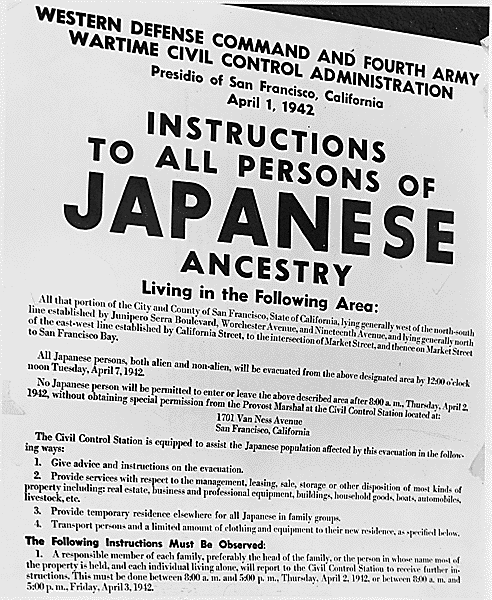 WESTERN DEFENSE COMMAND AND FOURTH ARMY
WARTIME CIVIL CONTROL ADMINISTRATION
Presidio of San Francisco, California
April 1, 1942
INSTRUCTIONS
TO ALL PERSONS OF
JAPANESE
ANCESTRY
Living in the Following Area:
All that portion of the City and County of San Francisco, State of California, lying generally west of the north-south
line established by Junipero Serra Boulevard, Worchester Avenue, and Nineteenth Avenue, and lying generally north
of the east-west line established by California Street, to the intersection of Market Street, and thence on Market Street
to San Francisco Bay.
All Japanese persons, both alien and non-alien, will be evacuated from the above designated area by 12:00 o'clock
noon Tuesday, April 7, 1942.
No Japanese person will be permitted to enter or leave the above described area after 8:00 a. m., Thursday, April 2,
1942, without obtaining special permission from the Provost Marshal at the Civil Control Station located at:
1701 Van Ness Avenue
San Francisco, California
The Civil Control Station is equipped to assist the Japanese population affected by this evacuation in the follow-
ing ways:
1. Give advice and instructions on the evacuation.
2. Provide services with respect to the management, leasing, sale, storage or other disposition of most kinds of
property including: real estate, business and professional equipment, buildings, household goods, boats, automobiles,
livestock, etc.
3. Provide temporary residence elsewhere for all Japanese in family groups.
4. Transport persons and a limited amount of clothing and equipment to their new residence, as specified below.
The Following Instructions Must Be Observed:
1. A responsible member of each family, preferably the head of the family, or the person in whose name most of
the property is held, and each individual living alone, will report to the Civil Control Station to receive further in-
structions. This must be done between 8:00 a. m. and 5:00 p. m., Thursday, April 2, 1942, or between 8:00 a. m. and
5:00 p. m., Friday, April 3, 1942.